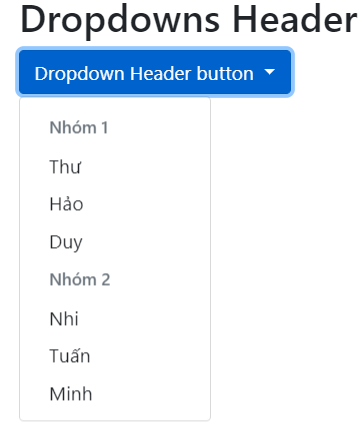 Dropdowns Header
Dropdown Header button
Nhóm 1
Thư
Hảo
Duy
Nhóm 2
Nhi
Tuấn
Minh